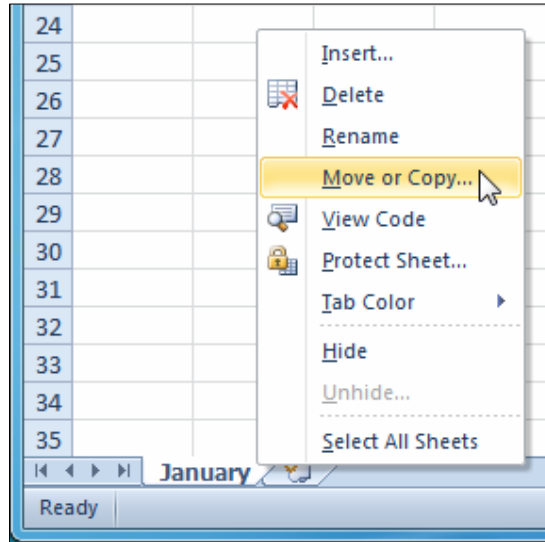 24
25
26
27
28
29
30
31
32
33
34
35
Insert...
Delete
Rename
Move or Copy...
View Code
Protect Sheet...
Tab Color
Hide
Unhide...
Select All Sheets
January
Ready